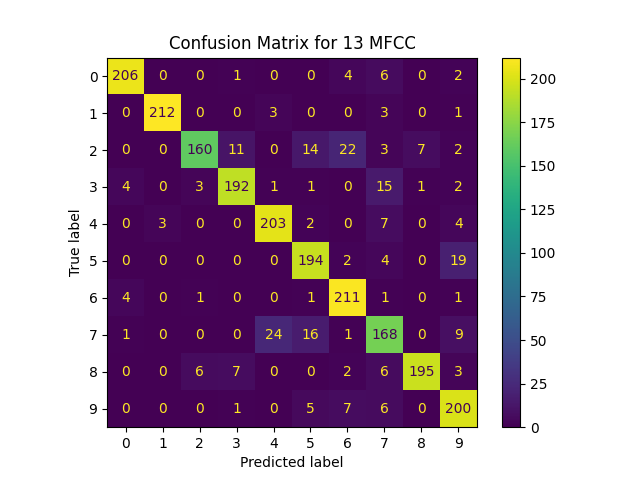 Confusion Matrix for 13 MFCC
0 206 0 0 1 0 0 4 6 0 2
1 0 212 0 0 3 0 0 3 0 1
2 0 0 160 11 0 14 22 3 7 2
3 4 0 3 192 1 1 0 15 1 2
4 0 3 0 0 203 2 0 7 0 4
5 0 0 0 0 0 194 2 4 0 19
6 4 0 1 0 0 1 211 1 0 1
7 1 0 0 0 24 16 1 168 0 9
8 0 0 6 7 0 0 2 6 195 3
9 0 0 0 1 0 5 7 6 0 200
0 1 2 3 4 5 6 7 8 9
Predicted label
True label
200
175
150
125
100
75
50
25
0